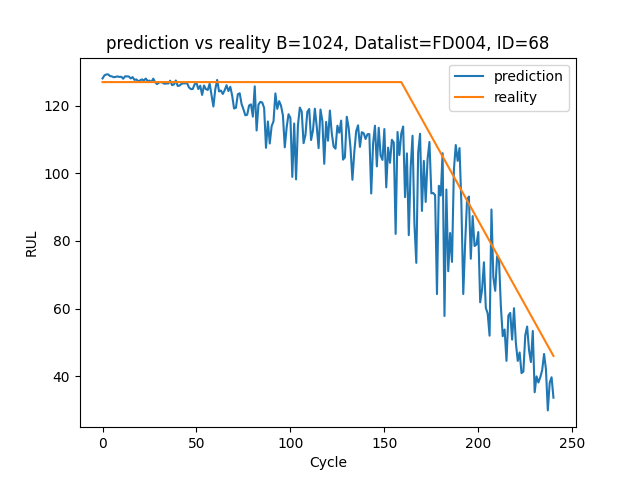 prediction vs reality B=1024, Datalist=FD004, ID=68
prediction
reality
RUL
120
100
80
60
40
0 50 100 150 200 250
Cycle